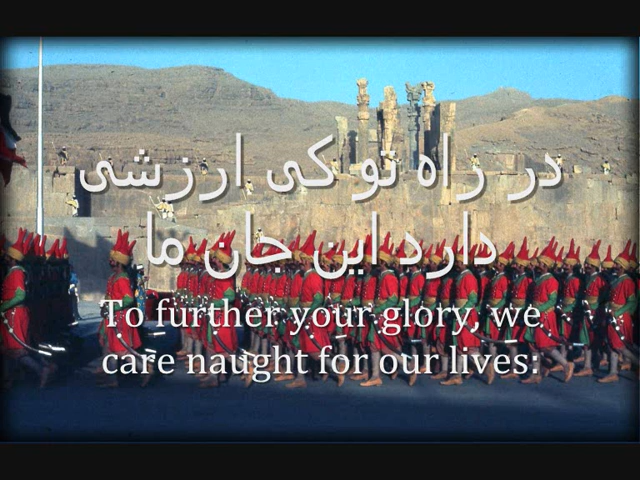 در راه تو کی ارزشی
دارد این جان ما
To further your glory, we
care naught for our lives: